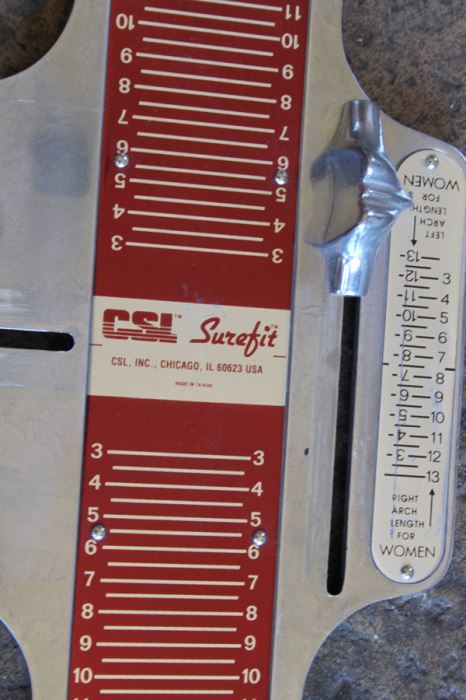 11
10 10
9 9
8 8
7 7
6 6
5 5
4 4
3 3
CSL™ Surefit™
CSL, INC., CHICAGO, IL 60623 USA
MADE IN TAIWAN
3 3
4 4
5 5
6 6
7 7
8 8
9 9
10 10
LEFT
ARCH
LENGTH
FOR
WOMEN
13
12 3
11 4
10 5
9 6
8 7
7 8
6 9
5 10
4 11
3 12
13
RIGHT
ARCH
LENGTH
FOR
WOMEN